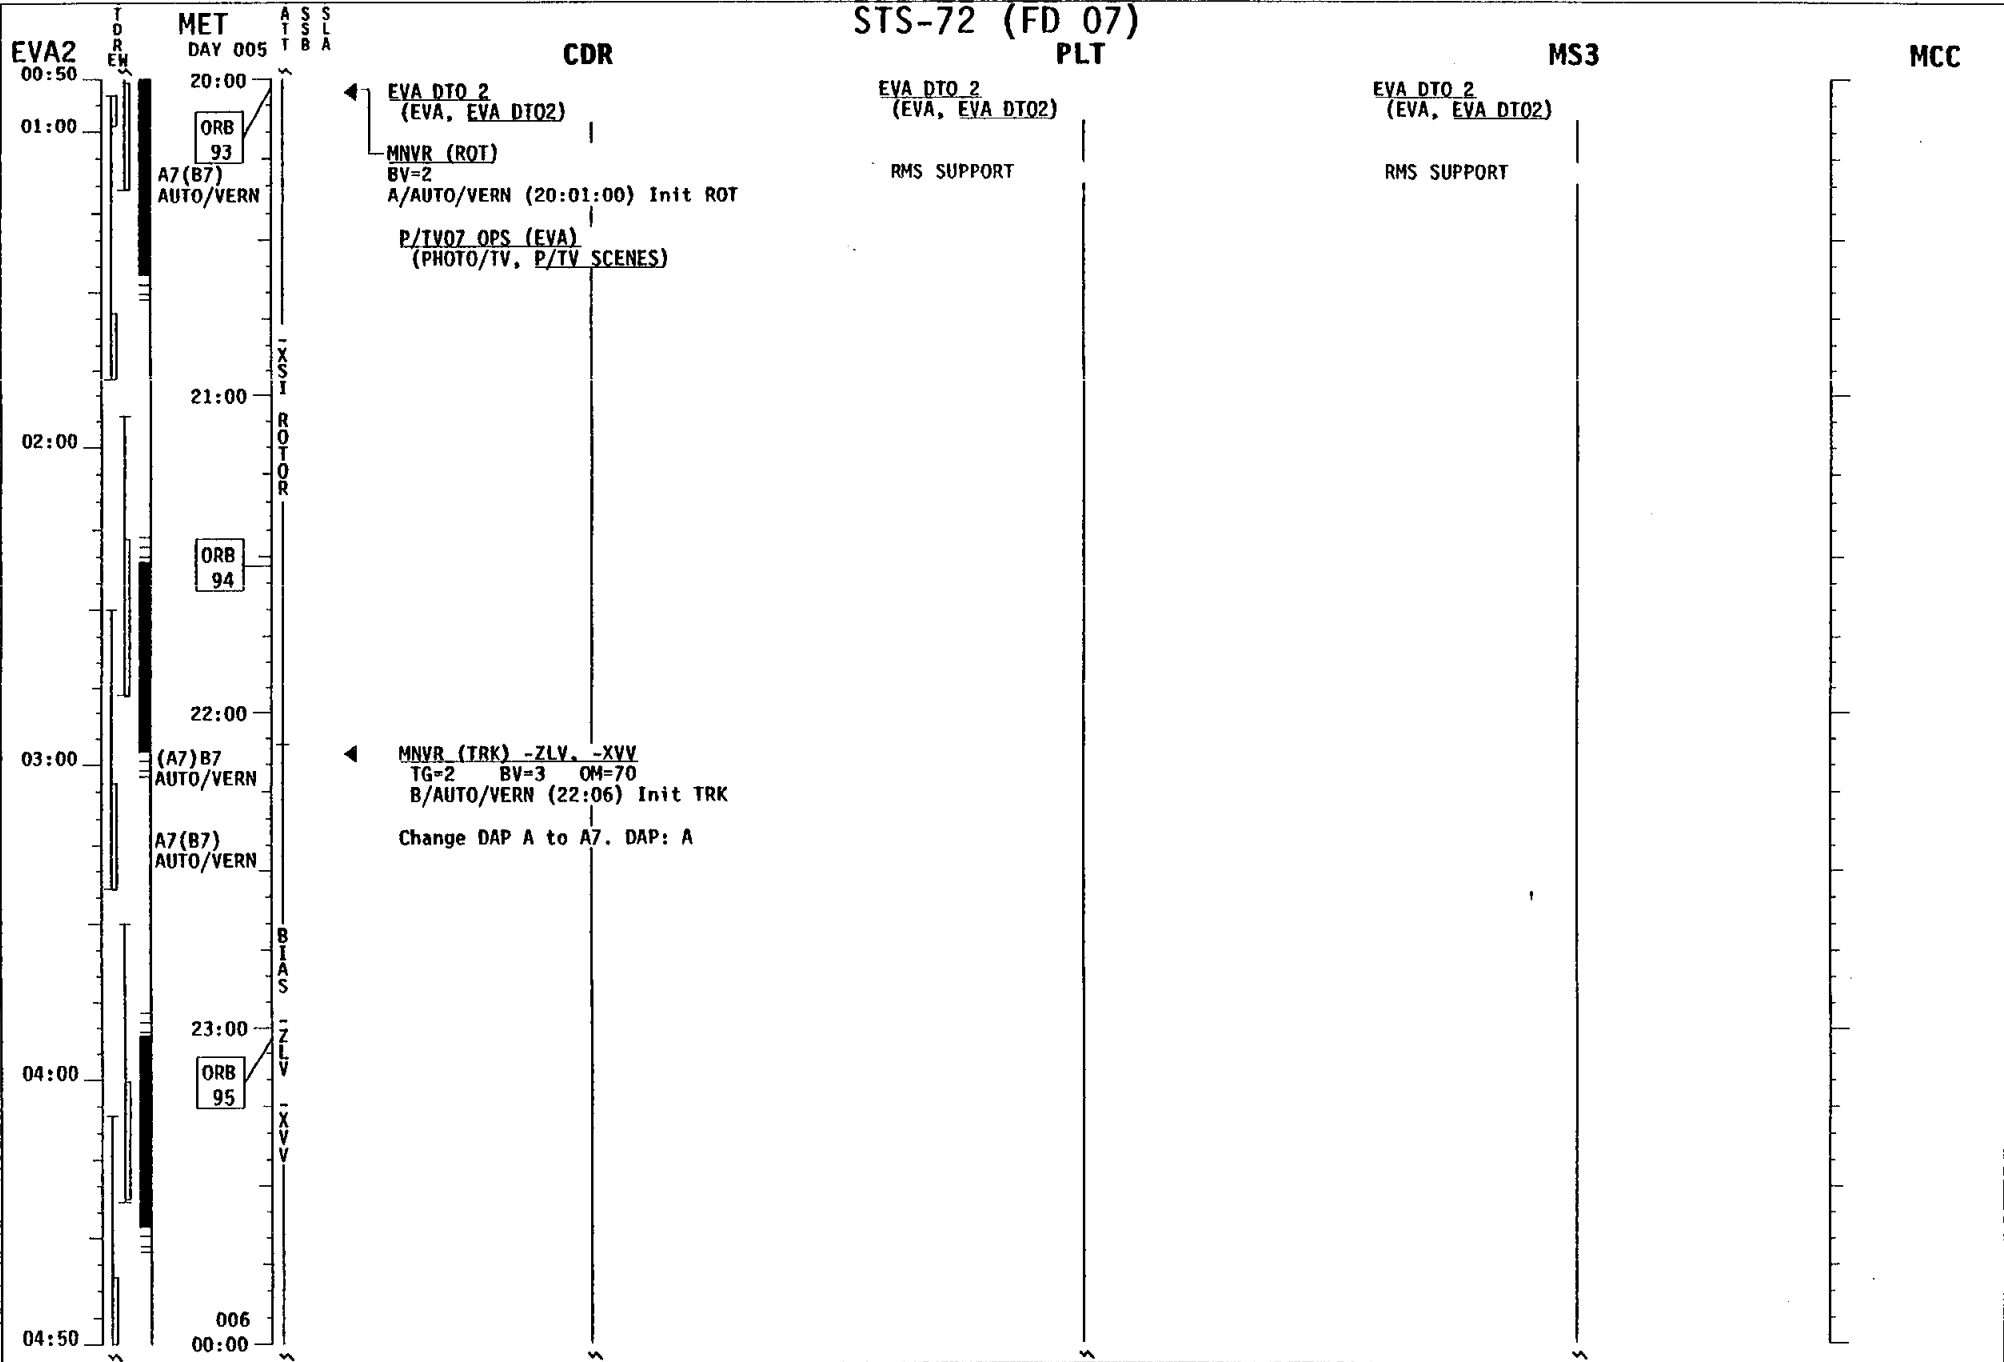 STS-72 (FD 07)
EVA2
TDRE W
MET
DAY 005
ATT
SSB
SLA
CDR
PLT
MS3
MCC
00:50
01:00
02:00
03:00
04:00
04:50
20:00
21:00
22:00
23:00
006
00:00
ORB
93
ORB
94
ORB
95
A7(B7)
AUTO/VERN
(A7)B7
AUTO/VERN
A7(B7)
AUTO/VERN
-XSI ROTOR
BIAS -ZLV -XVV
EVA DTO 2
(EVA, EVA DTO2)
MNVR (ROT)
BV=2
A/AUTO/VERN (20:01:00) Init ROT
P/TV07 OPS (EVA)
(PHOTO/TV, P/TV SCENES)
MNVR (TRK) -ZLV, -XVV
TG=2 BV=3 OM=70
B/AUTO/VERN (22:06) Init TRK
Change DAP A to A7. DAP: A
EVA DTO 2
(EVA, EVA DTO2)
RMS SUPPORT
EVA DTO 2
(EVA, EVA DTO2)
RMS SUPPORT